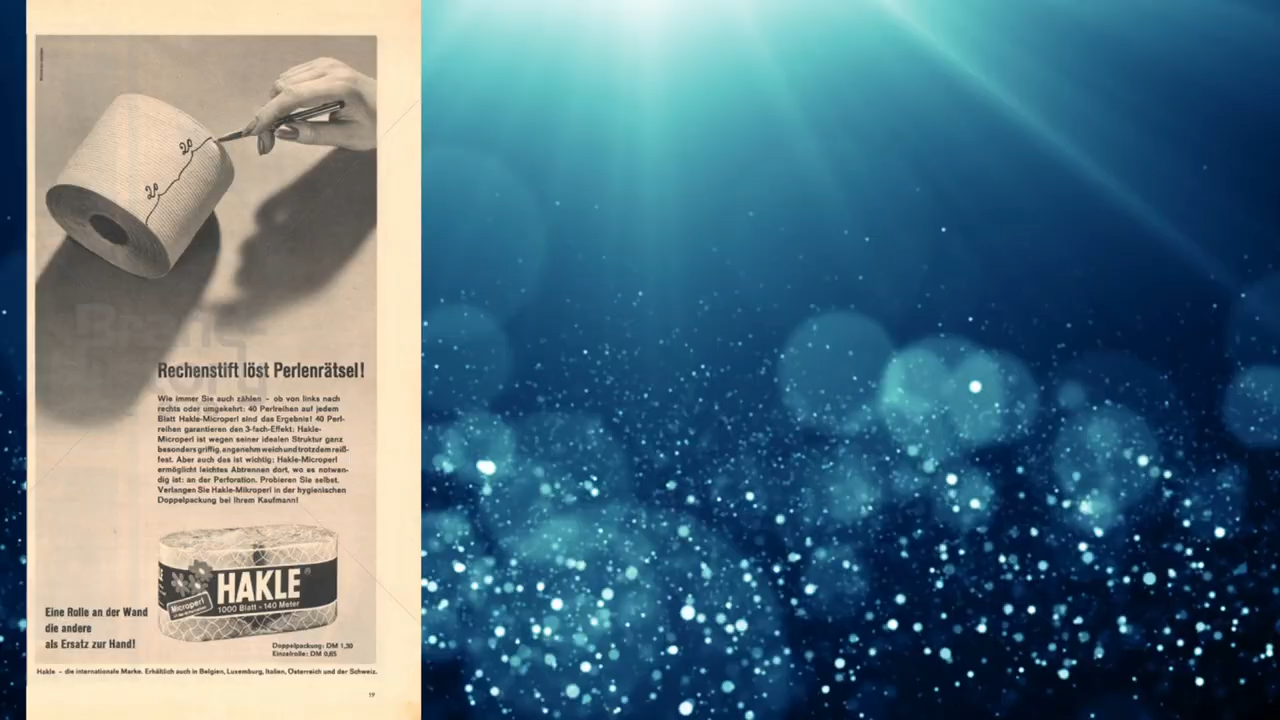 20
20
Rechenstift löst Perlenrätsel!
Wie immer Sie auch zählen – ob von links nach
rechts oder umgekehrt: 40 Perlreihen auf jedem
Blatt Hakle-Microperl sind das Ergebnis! 40 Perl-
reihen garantieren den 3-fach-Effekt: Hakle-
Microperl ist wegen seiner idealen Struktur ganz
besonders griffig, angenehm weich und trotzdem reiß-
fest. Aber auch das ist wichtig: Hakle-Microperl
ermöglicht leichtes Abtrennen dort, wo es notwen-
dig ist: an der Perforation. Probieren Sie selbst.
Verlangen Sie Hakle-Mikroperl in der hygienischen
Doppelpackung bei Ihrem Kaufmann!
HAKLE®
Microperl
1000 Blatt - 140 Meter
Eine Rolle an der Wand
die andere
als Ersatz zur Hand!
Doppelpackung: DM 1,30
Einzelrolle: DM 0,65
Hakle – die internationale Marke. Erhältlich auch in Belgien, Luxemburg, Italien, Österreich und der Schweiz.
19